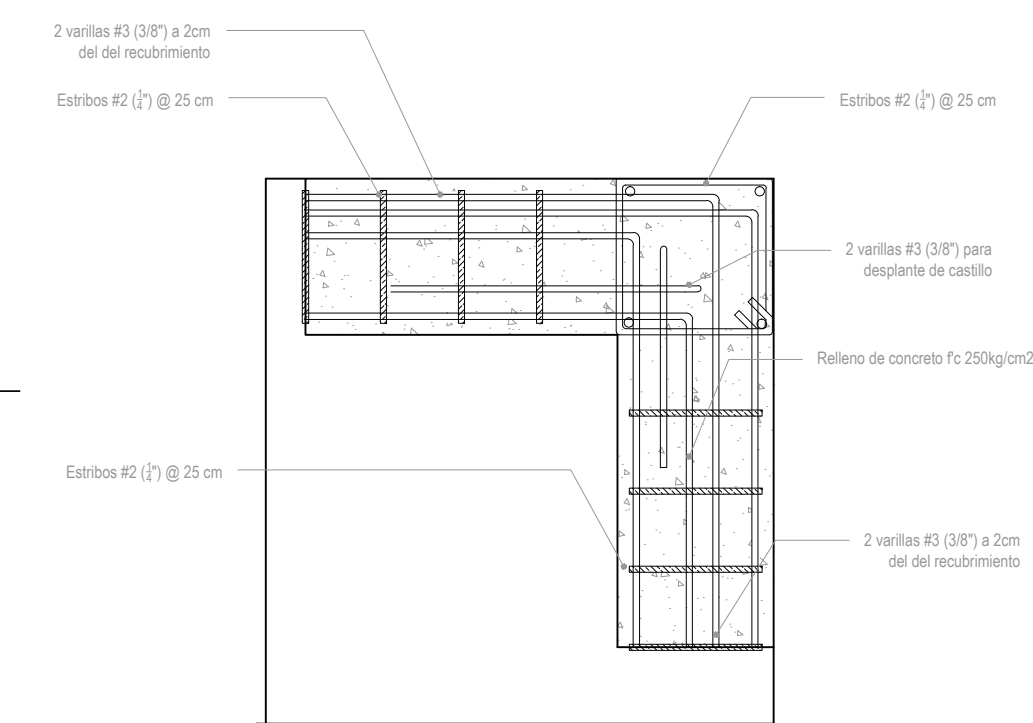 2 varillas #3 (3/8") a 2cm
del del recubrimiento
Estribos #2 (¼") @ 25 cm
Estribos #2 (¼") @ 25 cm
2 varillas #3 (3/8") para
desplante de castillo
Relleno de concreto f'c 250kg/cm2
Estribos #2 (¼") @ 25 cm
2 varillas #3 (3/8") a 2cm
del del recubrimiento